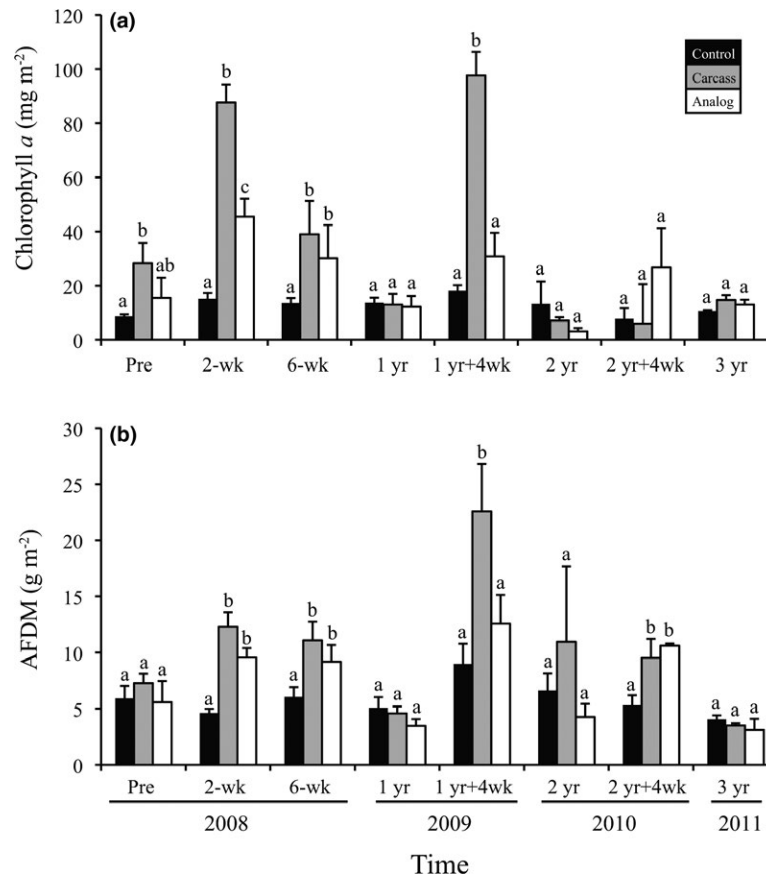 (a)
Chlorophyll a (mg m-2)
120
100
80
60
40
20
0
Control
Carcass
Analog
a b ab
a b c
a b b
a a a
a b a
a a a
a a a
a a a
Pre 2-wk 6-wk 1 yr 1 yr+4wk 2 yr 2 yr+4wk 3 yr
(b)
AFDM (g m-2)
30
25
20
15
10
5
0
a a a
a b b
a b b
a a a
a b a
a a a
a b b
a a a
Pre 2-wk 6-wk 1 yr 1 yr+4wk 2 yr 2 yr+4wk 3 yr
2008 2009 2010 2011
Time